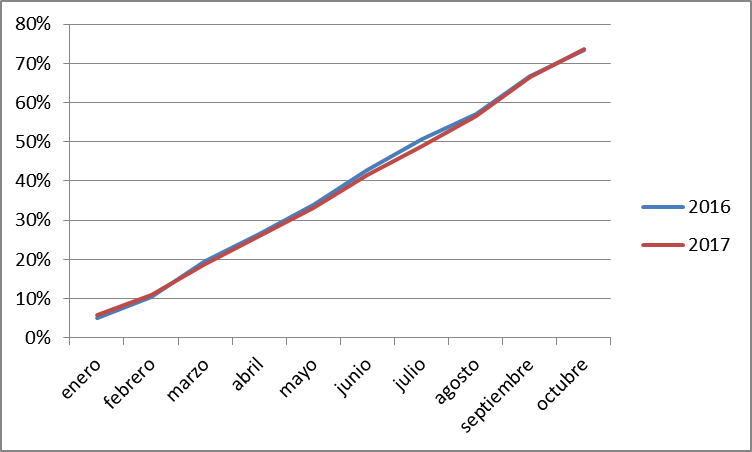 80%
70%
60%
50%
40%
30%
20%
10%
0%
enero
febrero
marzo
abril
mayo
junio
julio
agosto
septiembre
octubre
2016
2017